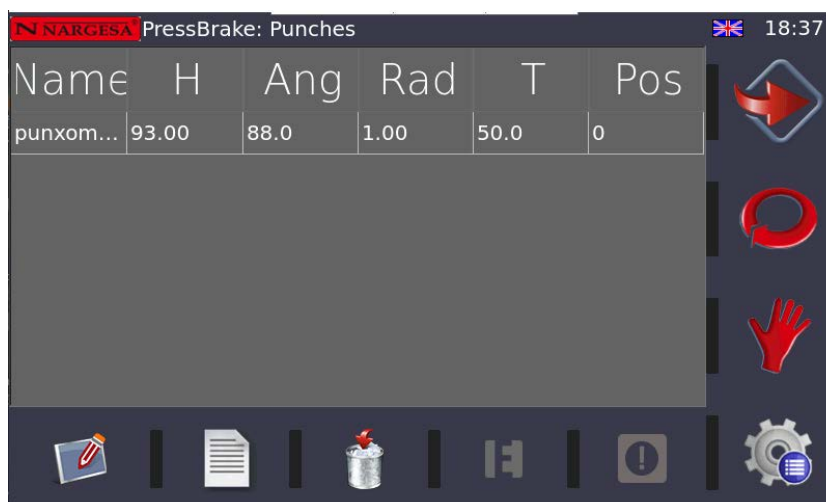 NARGESA PressBrake: Punches 18:37
Name H Ang Rad T Pos
punxom... 93.00 88.0 1.00 50.0 0